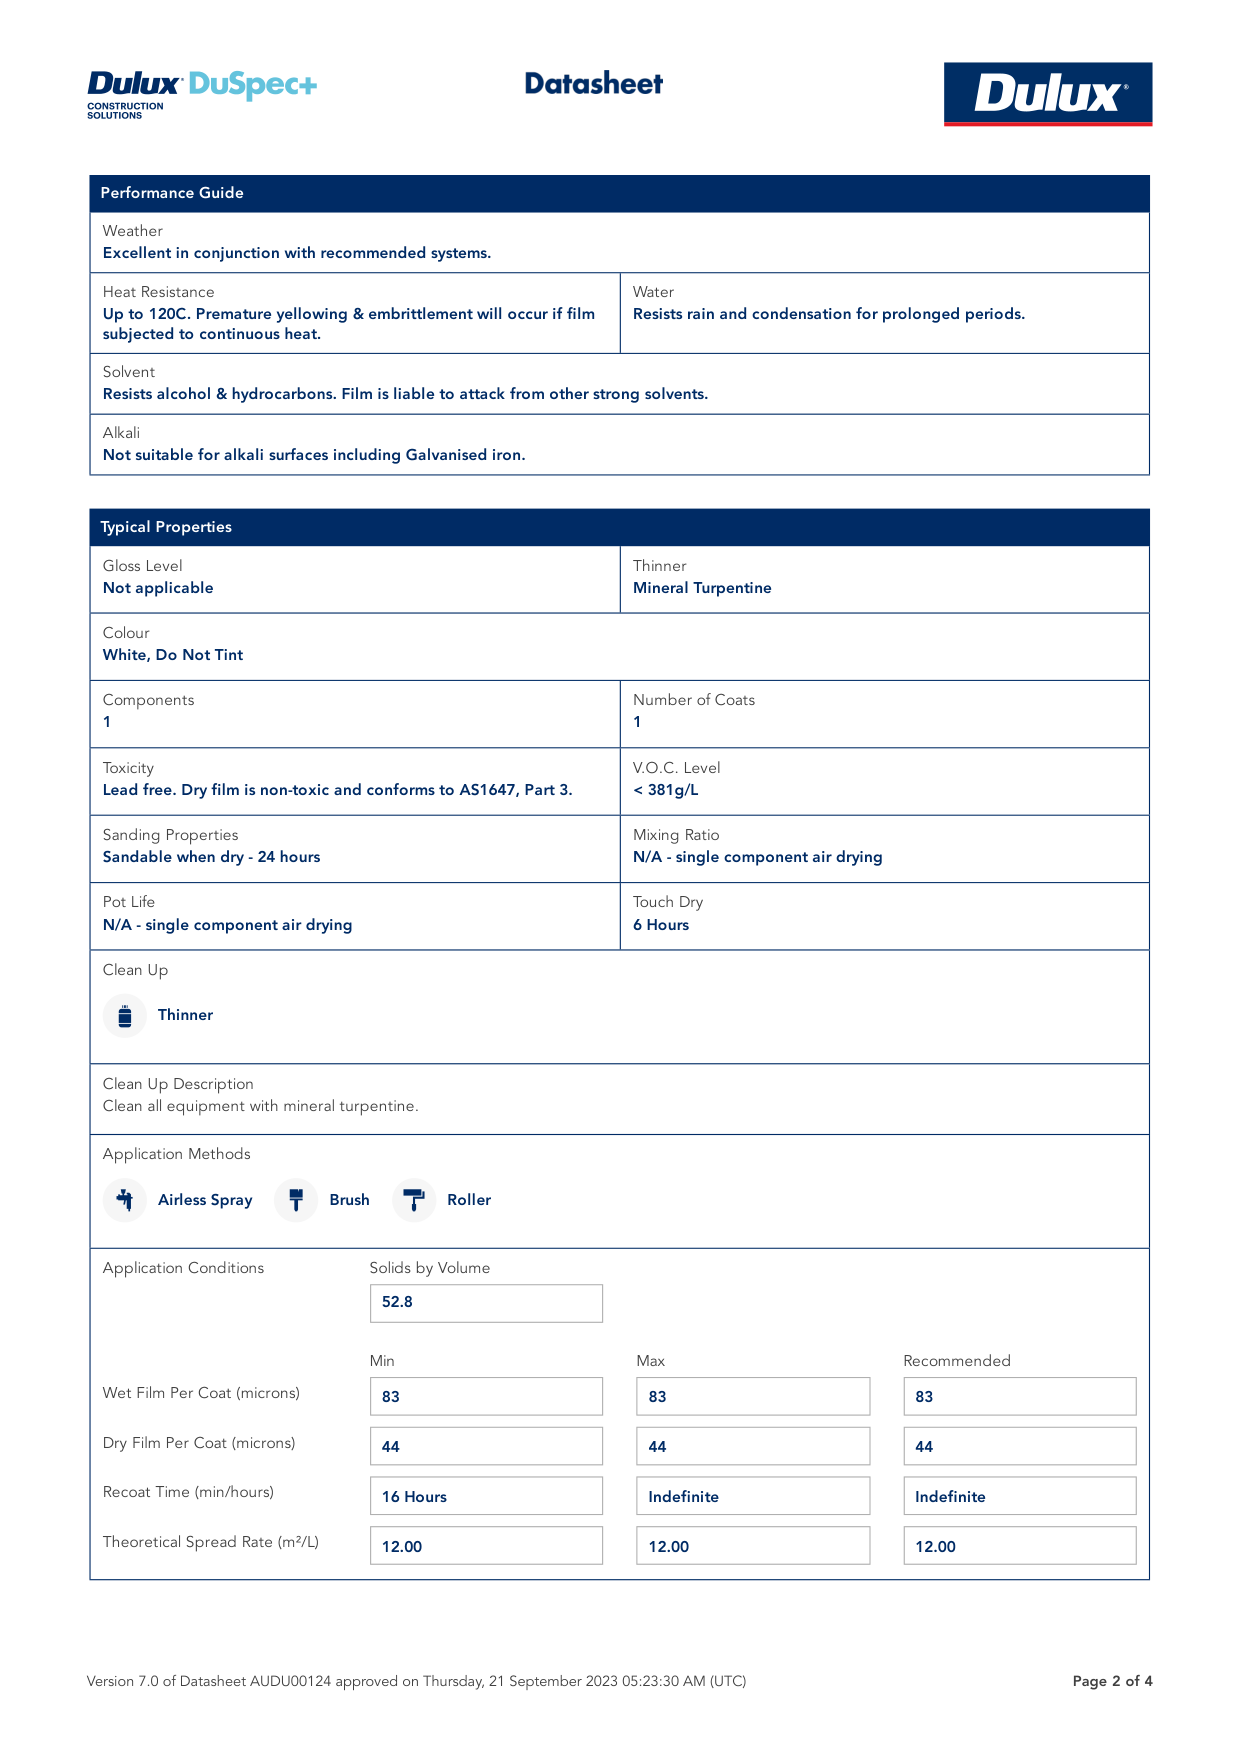 Dulux DuSpec+
CONSTRUCTION
SOLUTIONS
Datasheet
Dulux®
Performance Guide
Weather
Excellent in conjunction with recommended systems.
Heat Resistance
Up to 120C. Premature yellowing & embrittlement will occur if film
subjected to continuous heat.
Water
Resists rain and condensation for prolonged periods.
Solvent
Resists alcohol & hydrocarbons. Film is liable to attack from other strong solvents.
Alkali
Not suitable for alkali surfaces including Galvanised iron.
Typical Properties
Gloss Level
Not applicable
Thinner
Mineral Turpentine
Colour
White, Do Not Tint
Components
1
Number of Coats
1
Toxicity
Lead free. Dry film is non-toxic and conforms to AS1647, Part 3.
V.O.C. Level
< 381g/L
Sanding Properties
Sandable when dry - 24 hours
Mixing Ratio
N/A - single component air drying
Pot Life
N/A - single component air drying
Touch Dry
6 Hours
Clean Up
Thinner
Clean Up Description
Clean all equipment with mineral turpentine.
Application Methods
Airless Spray Brush Roller
Application Conditions Solids by Volume
52.8
Min Max Recommended
Wet Film Per Coat (microns) 83 83 83
Dry Film Per Coat (microns) 44 44 44
Recoat Time (min/hours) 16 Hours Indefinite Indefinite
Theoretical Spread Rate (m²/L) 12.00 12.00 12.00
Version 7.0 of Datasheet AUDU00124 approved on Thursday, 21 September 2023 05:23:30 AM (UTC) Page 2 of 4